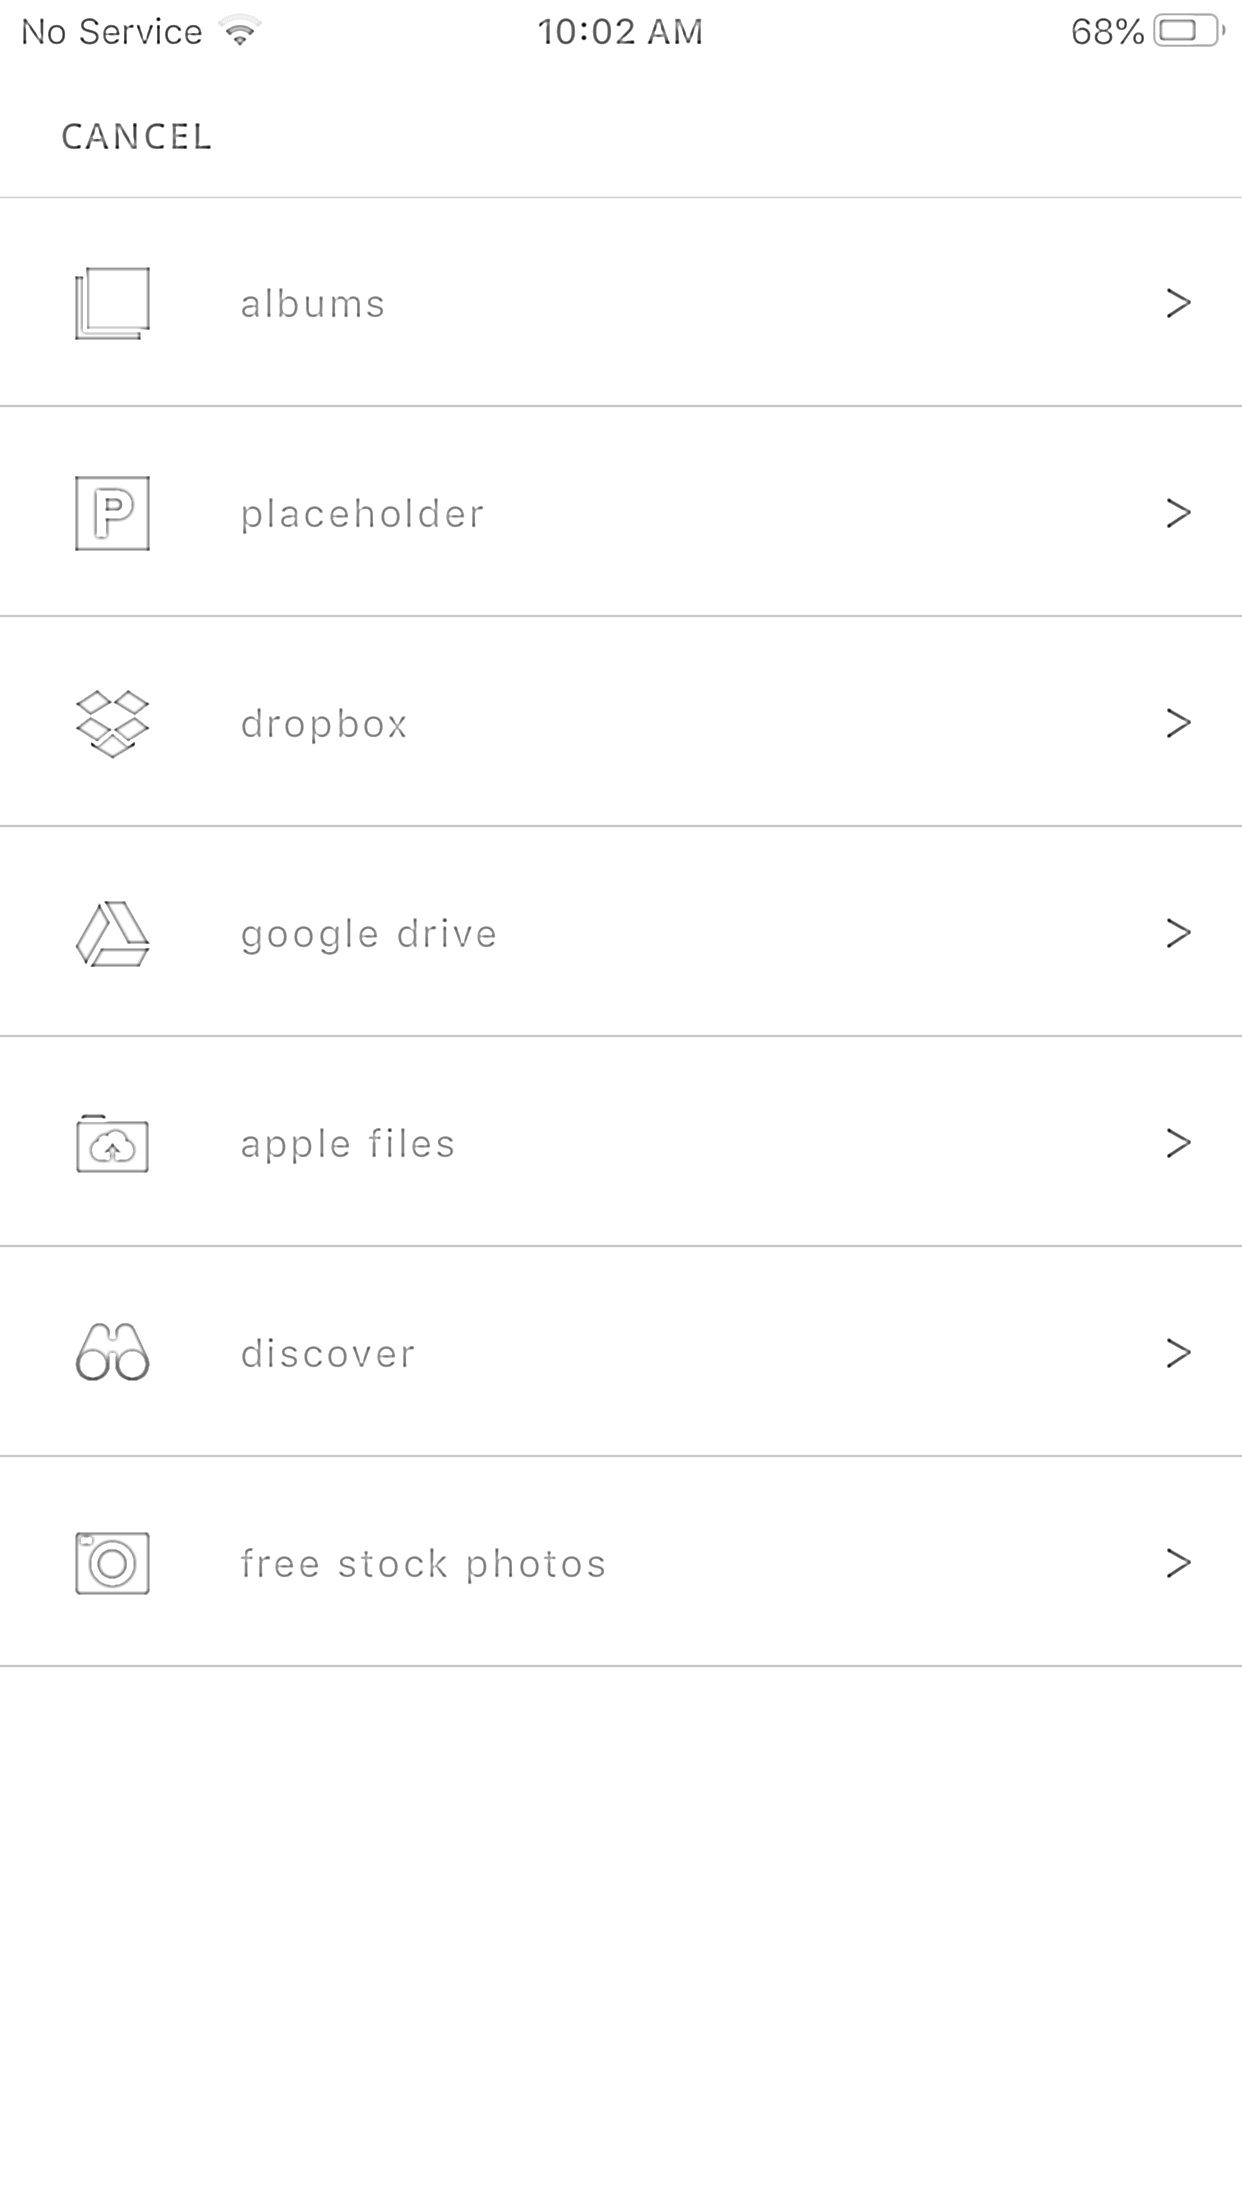 No Service 10:02 AM 68%
CANCEL
albums >
P placeholder >
dropbox >
google drive >
apple files >
discover >
free stock photos >